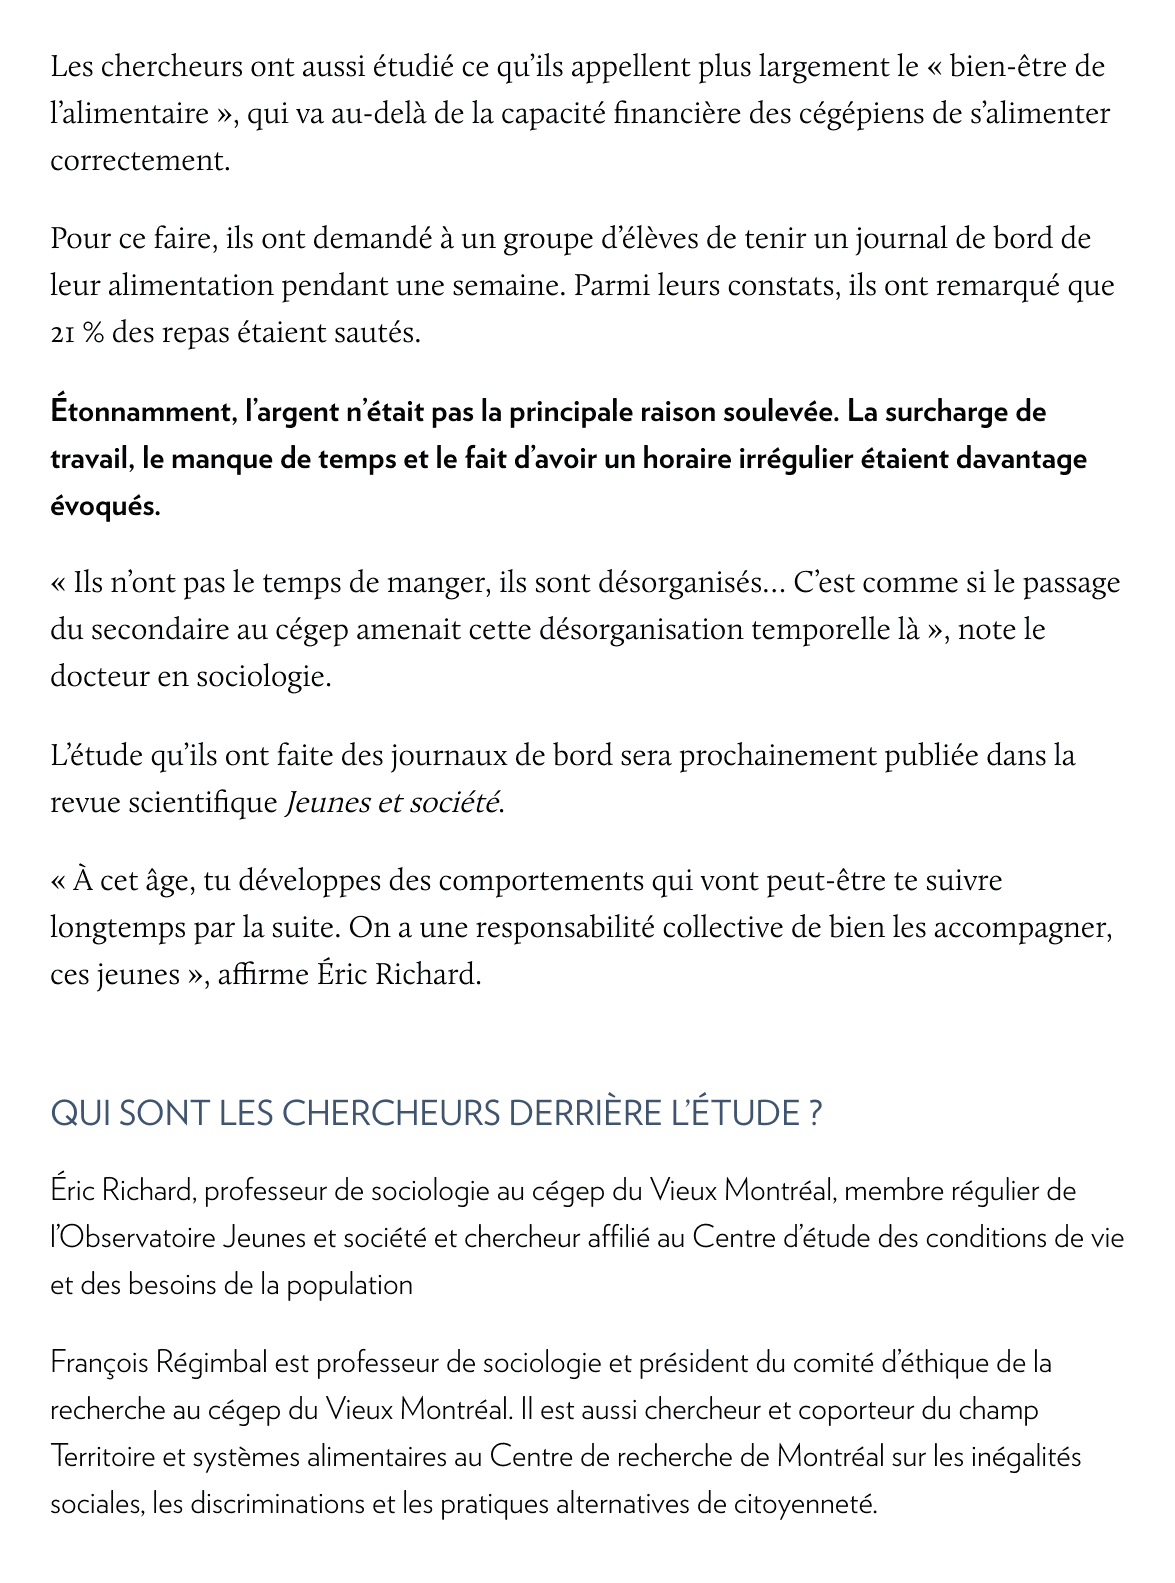 Les chercheurs ont aussi étudié ce qu’ils appellent plus largement le « bien-être de
l’alimentaire », qui va au-delà de la capacité financière des cégépiens de s’alimenter
correctement.
Pour ce faire, ils ont demandé à un groupe d’élèves de tenir un journal de bord de
leur alimentation pendant une semaine. Parmi leurs constats, ils ont remarqué que
21 % des repas étaient sautés.
Étonnamment, l’argent n’était pas la principale raison soulevée. La surcharge de
travail, le manque de temps et le fait d’avoir un horaire irrégulier étaient davantage
évoqués.
« Ils n’ont pas le temps de manger, ils sont désorganisés… C’est comme si le passage
du secondaire au cégep amenait cette désorganisation temporelle là », note le
docteur en sociologie.
L’étude qu’ils ont faite des journaux de bord sera prochainement publiée dans la
revue scientifique Jeunes et société.
« À cet âge, tu développes des comportements qui vont peut-être te suivre
longtemps par la suite. On a une responsabilité collective de bien les accompagner,
ces jeunes », affirme Éric Richard.
QUI SONT LES CHERCHEURS DERRIÈRE L’ÉTUDE ?
Éric Richard, professeur de sociologie au cégep du Vieux Montréal, membre régulier de
l’Observatoire Jeunes et société et chercheur affilié au Centre d’étude des conditions de vie
et des besoins de la population
François Régimbal est professeur de sociologie et président du comité d’éthique de la
recherche au cégep du Vieux Montréal. Il est aussi chercheur et coporteur du champ
Territoire et systèmes alimentaires au Centre de recherche de Montréal sur les inégalités
sociales, les discriminations et les pratiques alternatives de citoyenneté.